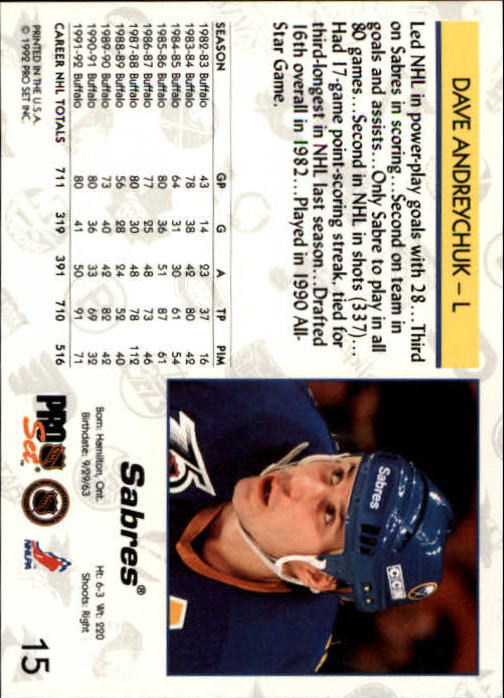 DAVE ANDREYCHUK – L
Led NHL in power-play goals with 28....Third
on Sabres in scoring...Second on team in
goals and assists....Only Sabre to play in all
80 games...Second in NHL in shots (337)...
Had 17-game point-scoring streak, tied for
third-longest in NHL last season...Drafted
16th overall in 1982...Played in 1990 All-
Star Game.
SEASON GP G A TP PIM
1982-83 Buffalo 43 14 23 37 16
1983-84 Buffalo 78 38 42 80 42
1984-85 Buffalo 64 31 30 61 54
1985-86 Buffalo 80 36 51 87 61
1986-87 Buffalo 77 25 48 73 46
1987-88 Buffalo 80 30 48 78 112
1988-89 Buffalo 56 28 24 52 40
1989-90 Buffalo 73 40 42 82 42
1990-91 Buffalo 80 36 33 69 32
1991-92 Buffalo 80 41 50 91 71
CAREER NHL TOTALS 711 319 391 710 516
PRINTED IN THE U.S.A.
© 1992 PRO SET INC.
Sabres
CCM
75
Sabres®
Born: Hamilton, Ont. Ht: 6-3 Wt: 220
Birthdate: 9/29/63 Shoots: Right
PRO
Set
NHL
NHLPA
15